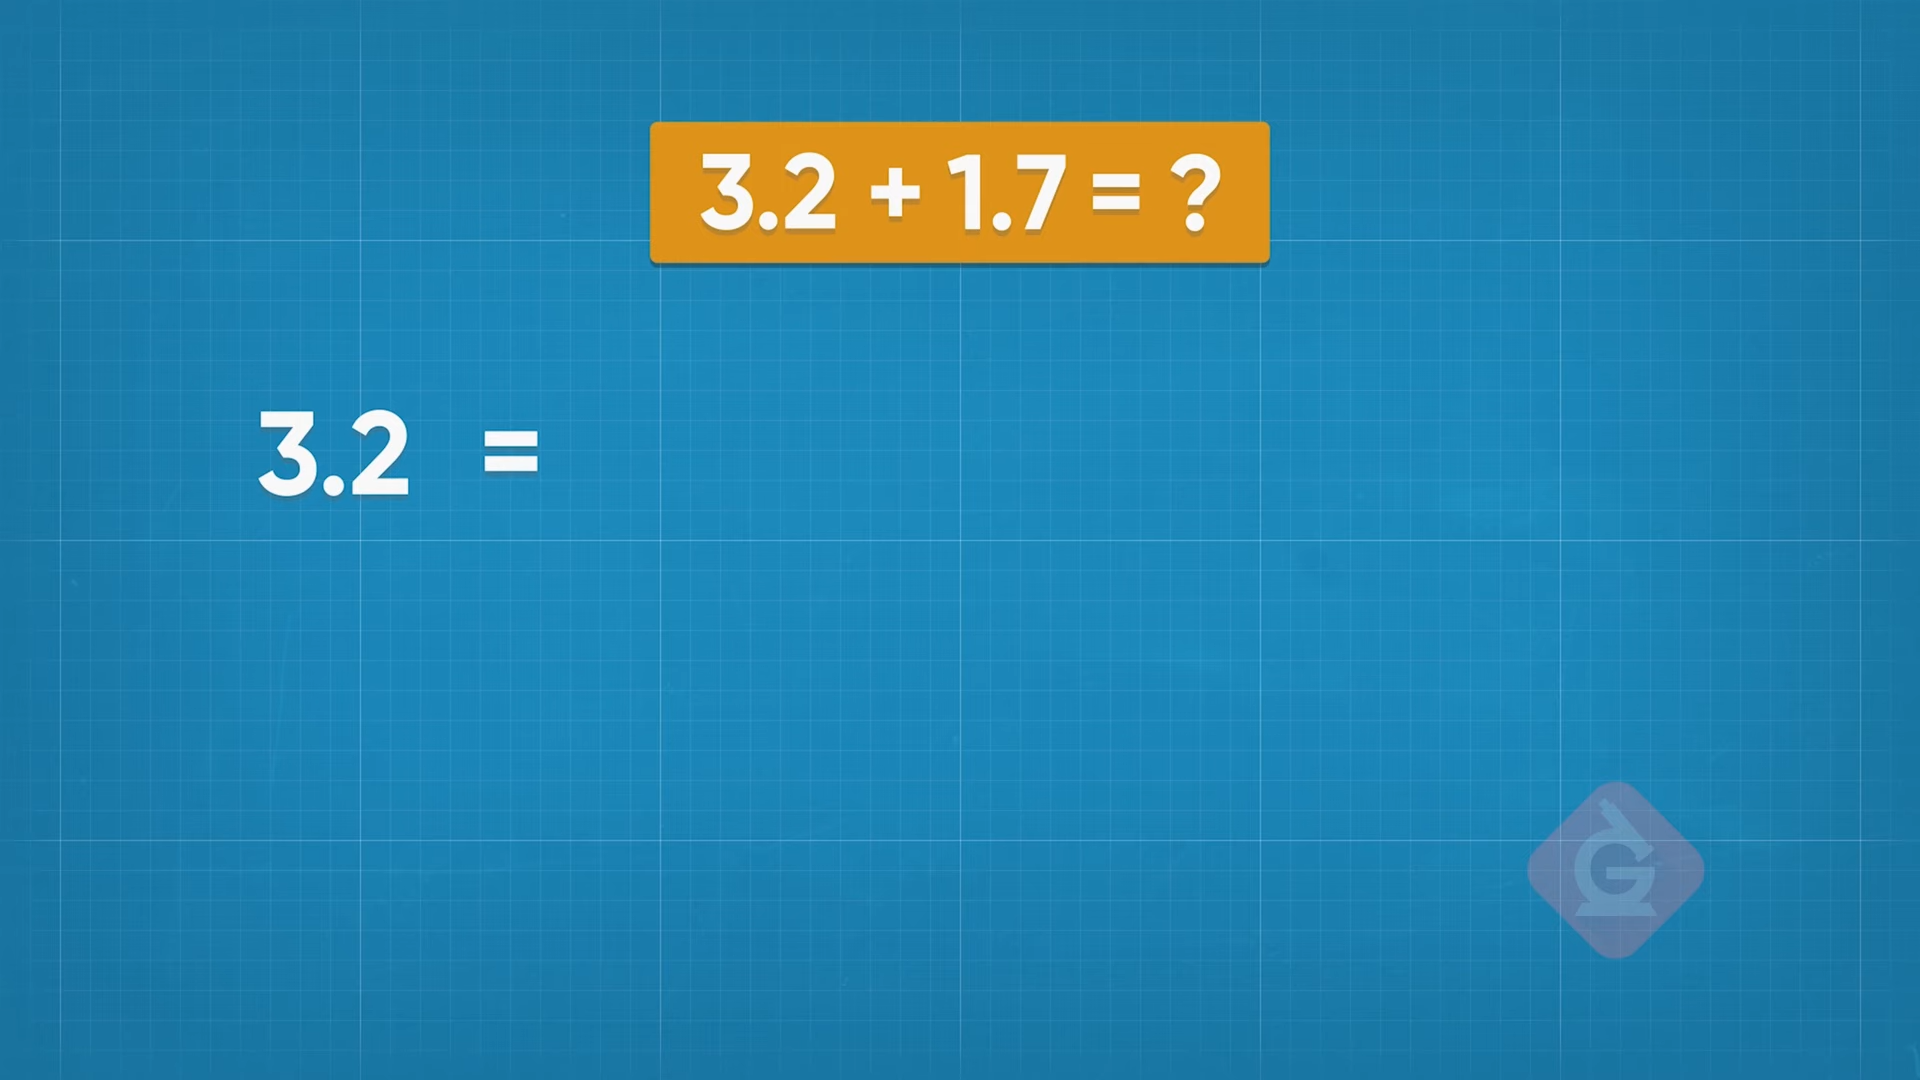 3.2 + 1.7 = ?
3.2 =
G